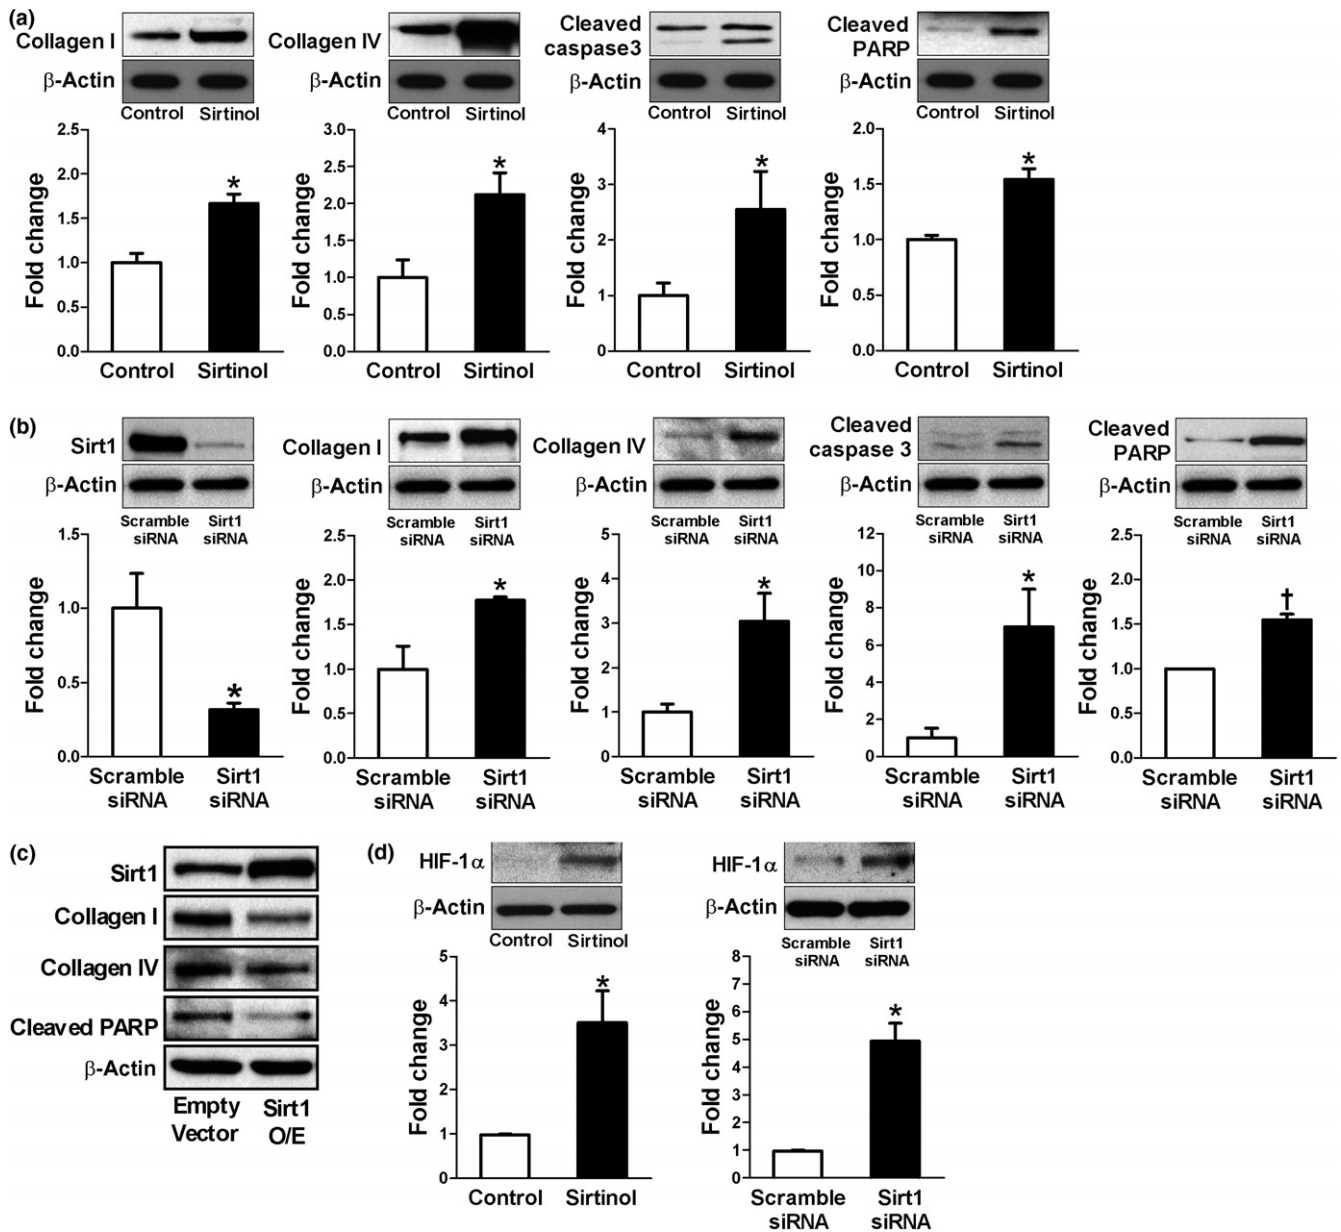 (a)
Collagen I
β-Actin
Control Sirtinol
Fold change
2.5
2.0
1.5
1.0
0.5
0.0
Control Sirtinol
*
Collagen IV
β-Actin
Control Sirtinol
Fold change
3.0
2.5
2.0
1.5
1.0
0.5
0.0
Control Sirtinol
*
Cleaved
caspase3
β-Actin
Control Sirtinol
Fold change
4
3
2
1
0
Control Sirtinol
*
Cleaved
PARP
β-Actin
Control Sirtinol
Fold change
2.0
1.5
1.0
0.5
0.0
Control Sirtinol
*
(b)
Sirt1
β-Actin
Scramble Sirt1
siRNA siRNA
Fold change
1.5
1.0
0.5
0.0
Scramble Sirt1
siRNA siRNA
*
Collagen I
β-Actin
Scramble Sirt1
siRNA siRNA
Fold change
2.5
2.0
1.5
1.0
0.5
0.0
Scramble Sirt1
siRNA siRNA
*
Collagen IV
β-Actin
Scramble Sirt1
siRNA siRNA
Fold change
5
4
3
2
1
0
Scramble Sirt1
siRNA siRNA
*
Cleaved
caspase 3
β-Actin
Scramble Sirt1
siRNA siRNA
Fold change
12
10
8
6
4
2
0
Scramble Sirt1
siRNA siRNA
*
Cleaved
PARP
β-Actin
Scramble Sirt1
siRNA siRNA
Fold change
2.5
2.0
1.5
1.0
0.5
0.0
Scramble Sirt1
siRNA siRNA
†
(c)
Sirt1
Collagen I
Collagen IV
Cleaved PARP
β-Actin
Empty Sirt1
Vector O/E
(d)
HIF-1α
β-Actin
Control Sirtinol
Fold change
5
4
3
2
1
0
Control Sirtinol
*
HIF-1α
β-Actin
Scramble Sirt1
siRNA siRNA
Fold change
8
7
6
5
4
3
2
1
0
Scramble Sirt1
siRNA siRNA
*